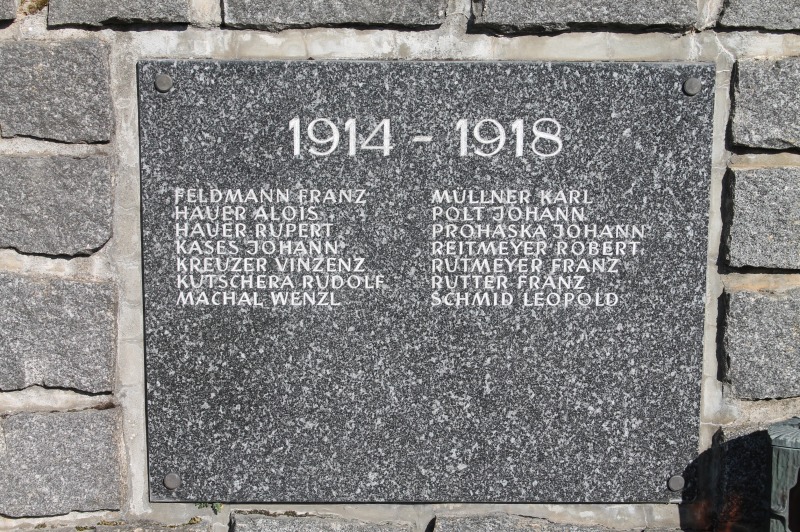 1914 - 1918
FELDMANN FRANZ
HAUER ALOIS
HAUER RUPERT
KASES JOHANN
KREUZER VINZENZ
KUTSCHERA RUDOLF
MACHAL WENZL
MÜLLNER KARL
POLT JOHANN
PROHASKA JOHANN
REITMEYER ROBERT
RUTMEYER FRANZ
RUTTER FRANZ
SCHMID LEOPOLD